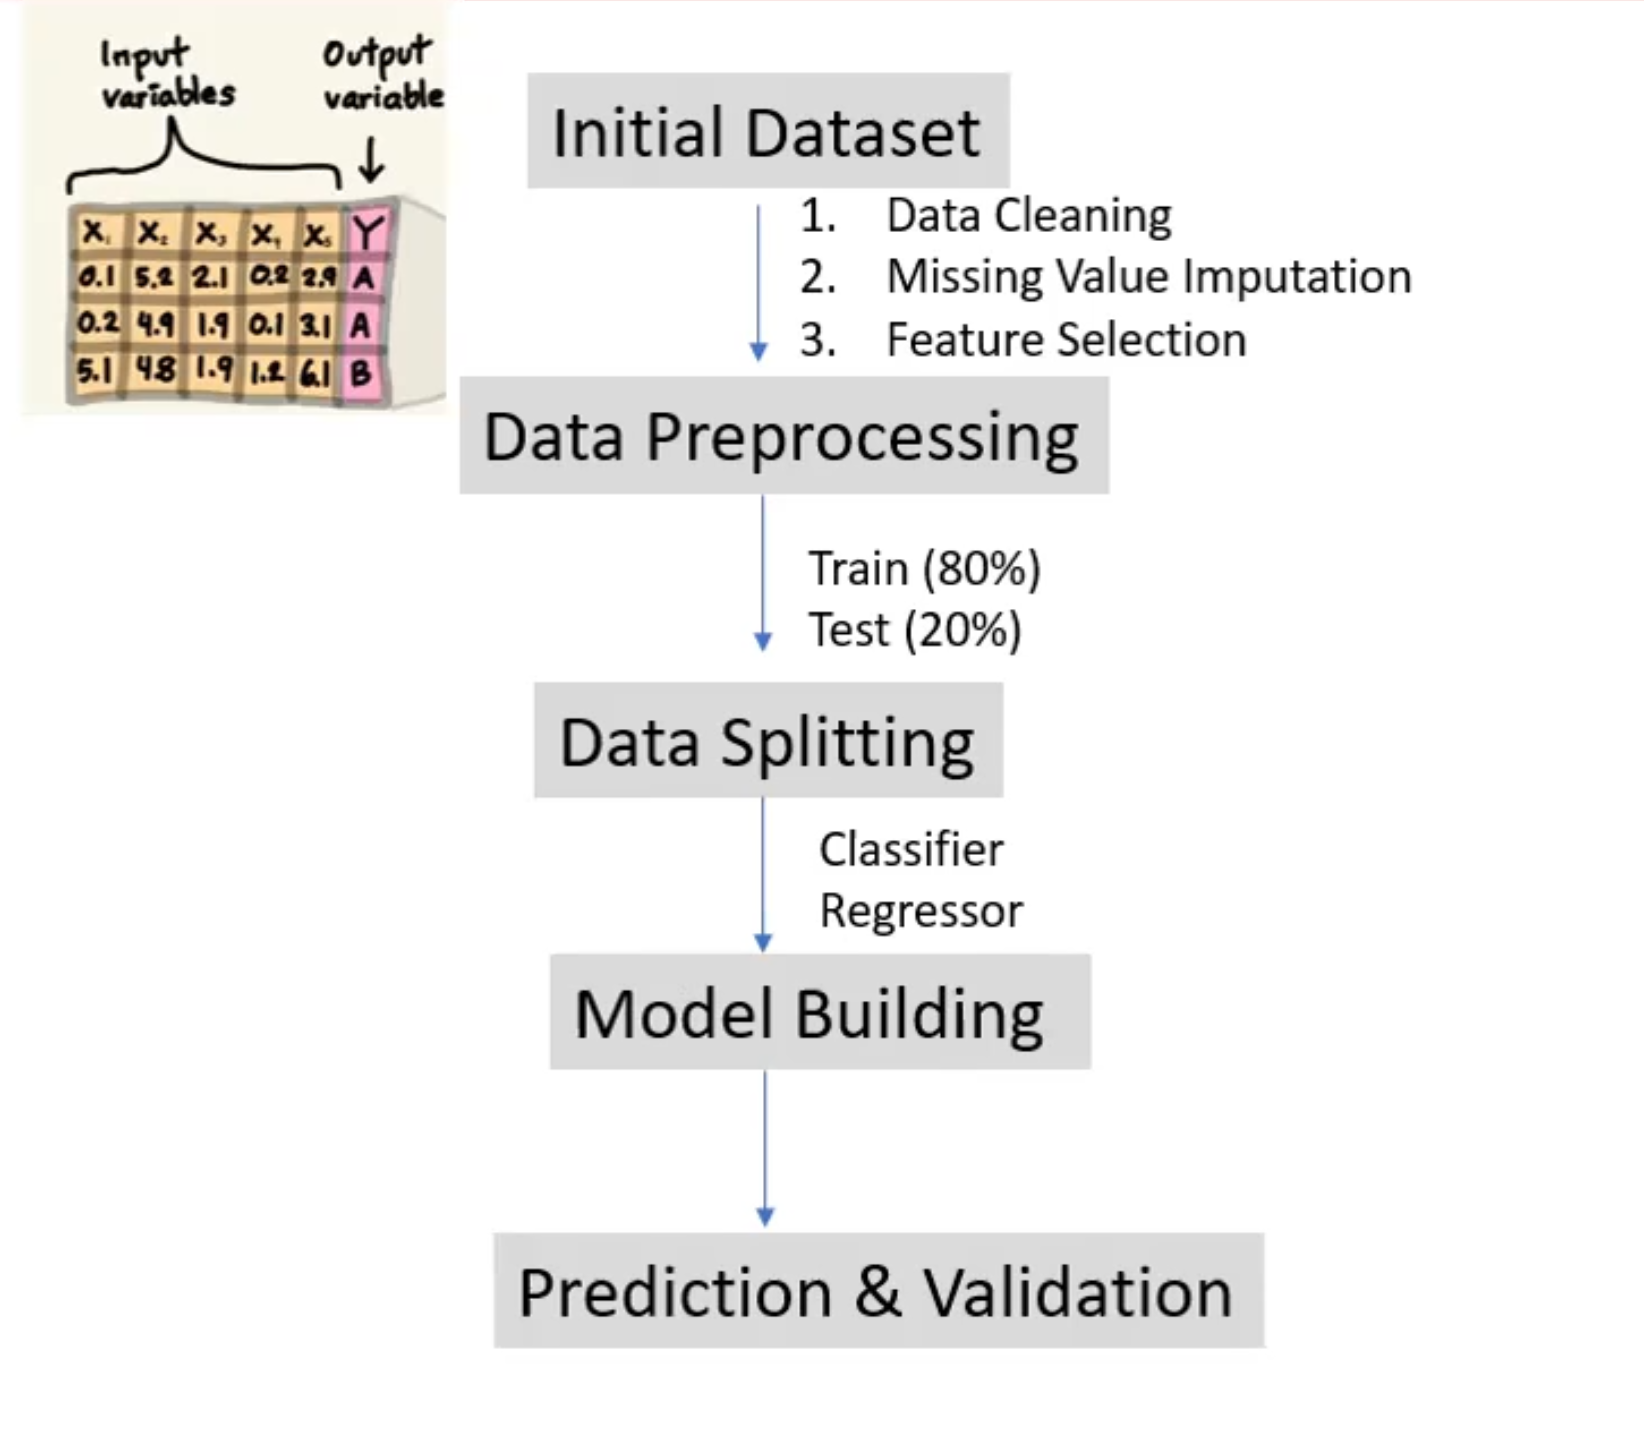 Input
variables
Output
variable
X₁ X₂ X₃ X₄ X₅ Y
0.1 5.2 2.1 0.2 2.9 A
0.2 4.9 1.9 0.1 3.1 A
5.1 4.8 1.9 1.2 6.1 B
Initial Dataset
1. Data Cleaning
2. Missing Value Imputation
3. Feature Selection
Data Preprocessing
Train (80%)
Test (20%)
Data Splitting
Classifier
Regressor
Model Building
Prediction & Validation